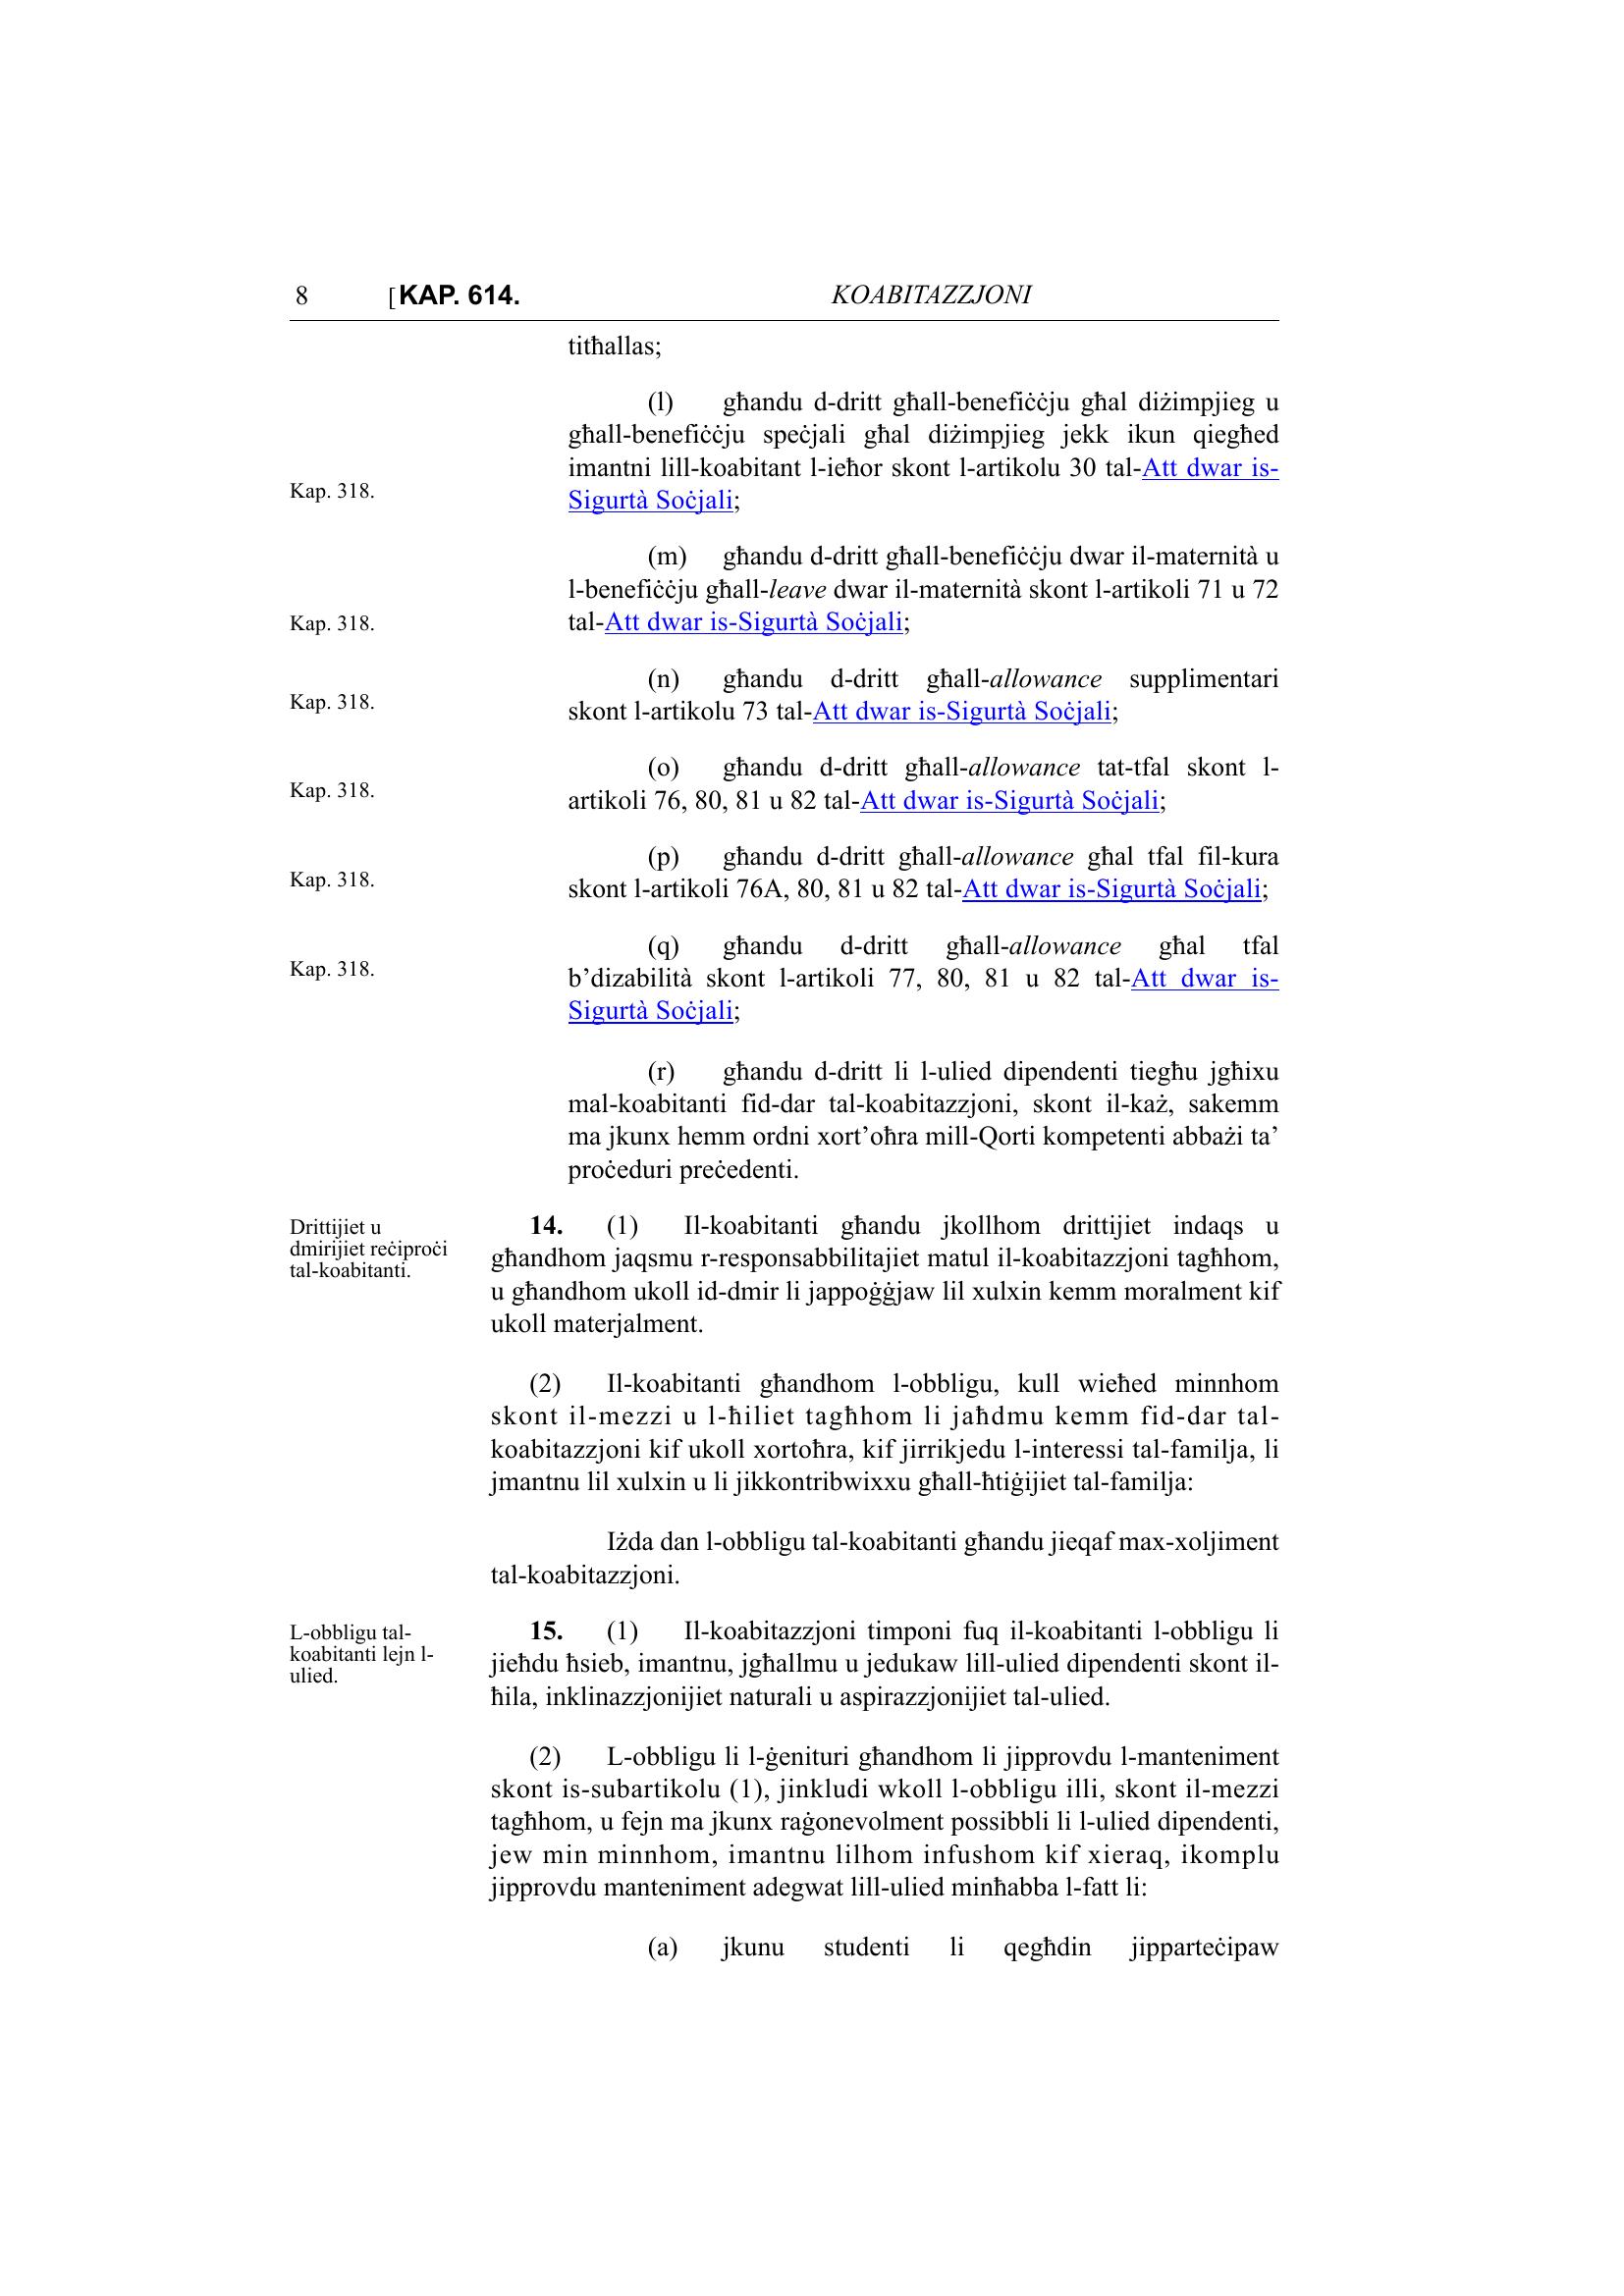 8 [KAP. 614. KOABITAZZJONI
titħallas;
(l) għandu d-dritt għall-benefiċċju għal diżimpjieg u
għall-benefiċċju speċjali għal diżimpjieg jekk ikun qiegħed
imantni lill-koabitant l-ieħor skont l-artikolu 30 tal-Att dwar is-
Kap. 318.
Sigurtà Soċjali;
(m) għandu d-dritt għall-benefiċċju dwar il-maternità u
l-benefiċċju għall-leave dwar il-maternità skont l-artikoli 71 u 72
Kap. 318.
tal-Att dwar is-Sigurtà Soċjali;
(n) għandu d-dritt għall-allowance supplimentari
Kap. 318.
skont l-artikolu 73 tal-Att dwar is-Sigurtà Soċjali;
(o) għandu d-dritt għall-allowance tat-tfal skont l-
Kap. 318.
artikoli 76, 80, 81 u 82 tal-Att dwar is-Sigurtà Soċjali;
(p) għandu d-dritt għall-allowance għal tfal fil-kura
Kap. 318.
skont l-artikoli 76A, 80, 81 u 82 tal-Att dwar is-Sigurtà Soċjali;
(q) għandu d-dritt għall-allowance għal tfal
Kap. 318.
b’dizabilità skont l-artikoli 77, 80, 81 u 82 tal-Att dwar is-
Sigurtà Soċjali;
(r) għandu d-dritt li l-ulied dipendenti tiegħu jgħixu
mal-koabitanti fid-dar tal-koabitazzjoni, skont il-każ, sakemm
ma jkunx hemm ordni xort’oħra mill-Qorti kompetenti abbażi ta’
proċeduri preċedenti.
Drittijiet u
dmirijiet reċiproċi
tal-koabitanti.
14. (1) Il-koabitanti għandu jkollhom drittijiet indaqs u
għandhom jaqsmu r-responsabbilitajiet matul il-koabitazzjoni tagħhom,
u għandhom ukoll id-dmir li jappoġġjaw lil xulxin kemm moralment kif
ukoll materjalment.
(2) Il-koabitanti għandhom l-obbligu, kull wieħed minnhom
skont il-mezzi u l-ħiliet tagħhom li jaħdmu kemm fid-dar tal-
koabitazzjoni kif ukoll xortoħra, kif jirrikjedu l-interessi tal-familja, li
jmantnu lil xulxin u li jikkontribwixxu għall-ħtiġijiet tal-familja:
Iżda dan l-obbligu tal-koabitanti għandu jieqaf max-xoljiment
tal-koabitazzjoni.
L-obbligu tal-
koabitanti lejn l-
ulied.
15. (1) Il-koabitazzjoni timponi fuq il-koabitanti l-obbligu li
jieħdu ħsieb, imantnu, jgħallmu u jedukaw lill-ulied dipendenti skont il-
ħila, inklinazzjonijiet naturali u aspirazzjonijiet tal-ulied.
(2) L-obbligu li l-ġenituri għandhom li jipprovdu l-manteniment
skont is-subartikolu (1), jinkludi wkoll l-obbligu illi, skont il-mezzi
tagħhom, u fejn ma jkunx raġonevolment possibbli li l-ulied dipendenti,
jew min minnhom, imantnu lilhom infushom kif xieraq, ikomplu
jipprovdu manteniment adegwat lill-ulied minħabba l-fatt li:
(a) jkunu studenti li qegħdin jipparteċipaw